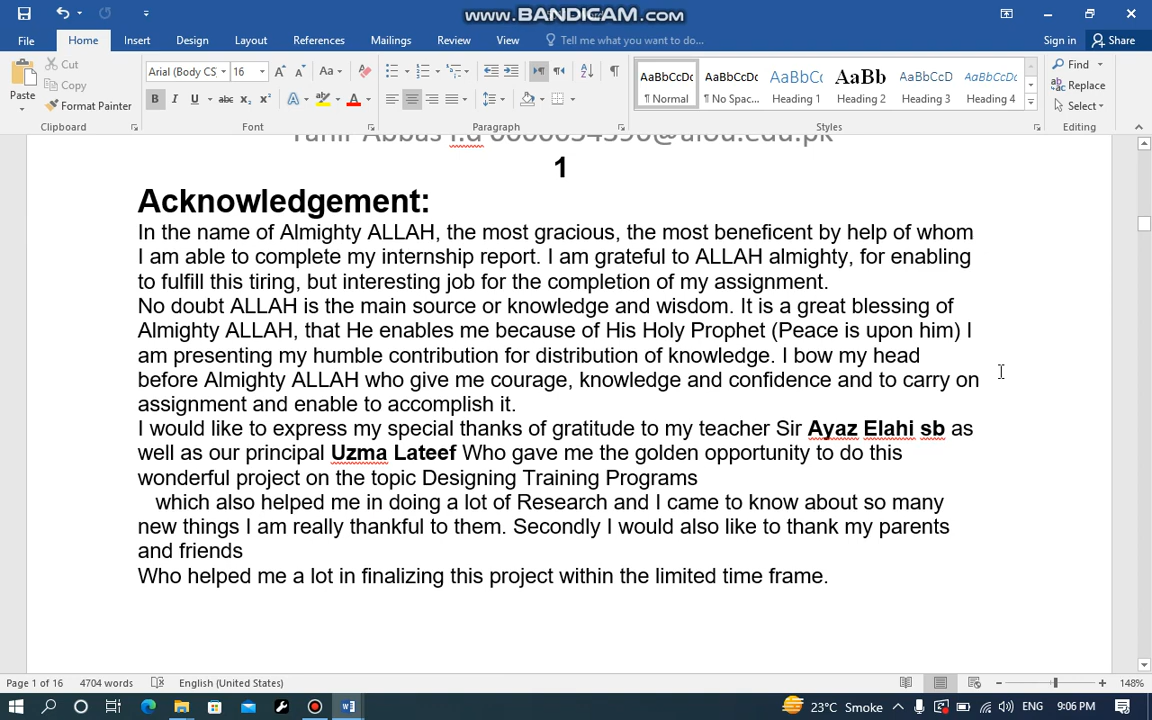 www.BANDICAM.com
File Home Insert Design Layout References Mailings Review View Tell me what you want to do... Sign in Share
Paste Cut Copy Format Painter
Clipboard
Arial (Body CS 16
Font
Paragraph
AaBbCcDc AaBbCcDc AaBbC( AaBb AaBbCcD AaBbCcDc
¶ Normal ¶ No Spac... Heading 1 Heading 2 Heading 3 Heading 4
Styles
Find
Replace
Select
Editing
1
Acknowledgement:
In the name of Almighty ALLAH, the most gracious, the most beneficent by help of whom
I am able to complete my internship report. I am grateful to ALLAH almighty, for enabling
to fulfill this tiring, but interesting job for the completion of my assignment.
No doubt ALLAH is the main source or knowledge and wisdom. It is a great blessing of
Almighty ALLAH, that He enables me because of His Holy Prophet (Peace is upon him) I
am presenting my humble contribution for distribution of knowledge. I bow my head
before Almighty ALLAH who give me courage, knowledge and confidence and to carry on
assignment and enable to accomplish it.
I would like to express my special thanks of gratitude to my teacher Sir Ayaz Elahi sb as
well as our principal Uzma Lateef Who gave me the golden opportunity to do this
wonderful project on the topic Designing Training Programs
which also helped me in doing a lot of Research and I came to know about so many
new things I am really thankful to them. Secondly I would also like to thank my parents
and friends
Who helped me a lot in finalizing this project within the limited time frame.
Page 1 of 16 4704 words English (United States) 148%
23°C Smoke ENG 9:06 PM